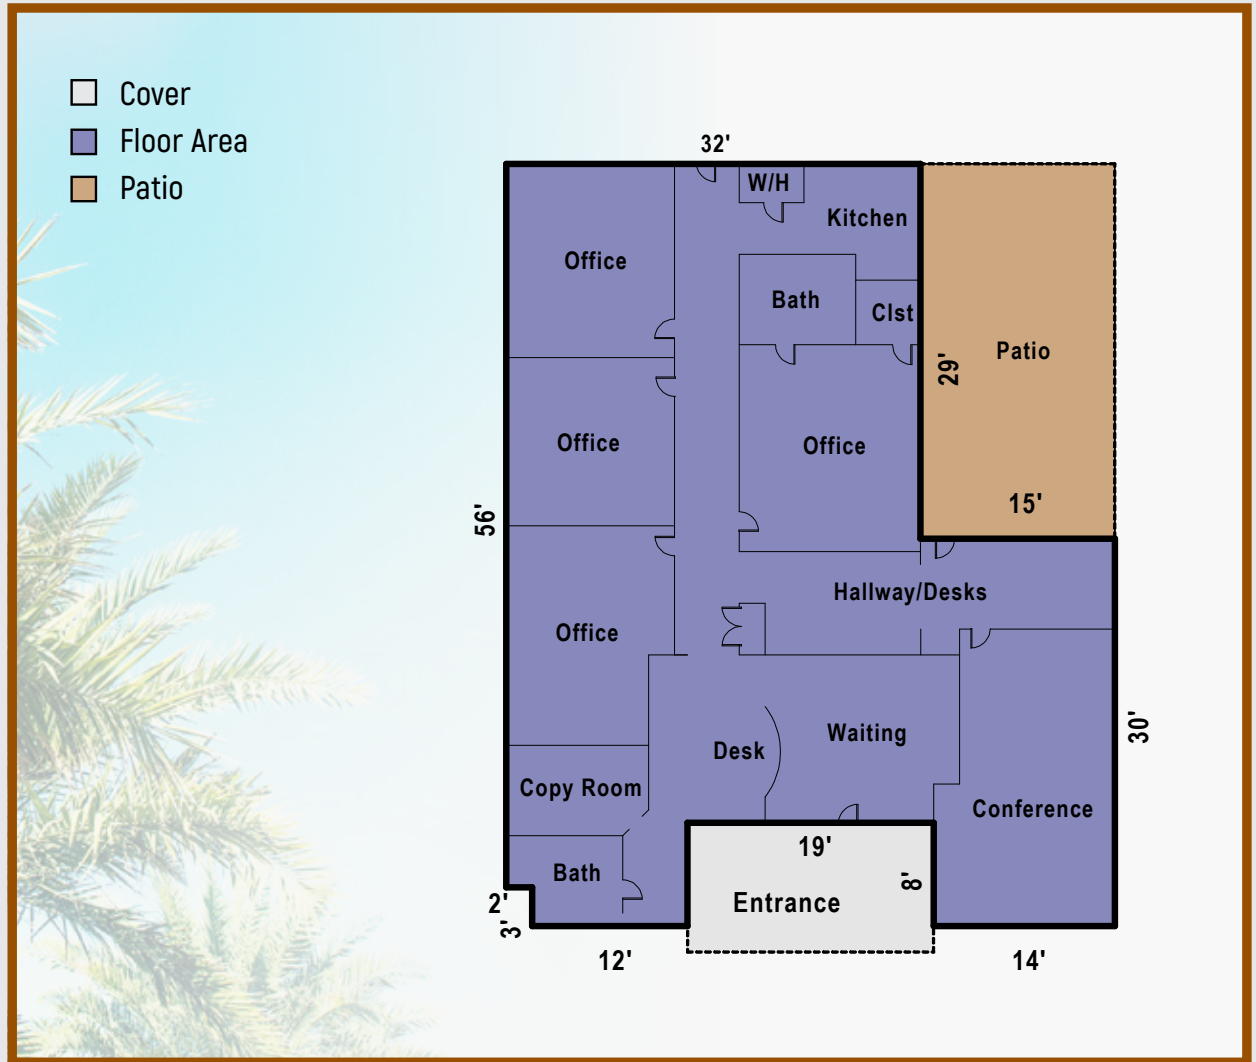 Cover
Floor Area
Patio
32'
W/H
Kitchen
Office
Bath
Clst
29'
Patio
Office
Office
15'
56'
Hallway/Desks
Office
30'
Waiting
Desk
Copy Room
Conference
19'
Bath
8'
2'
Entrance
3'
12'
14'